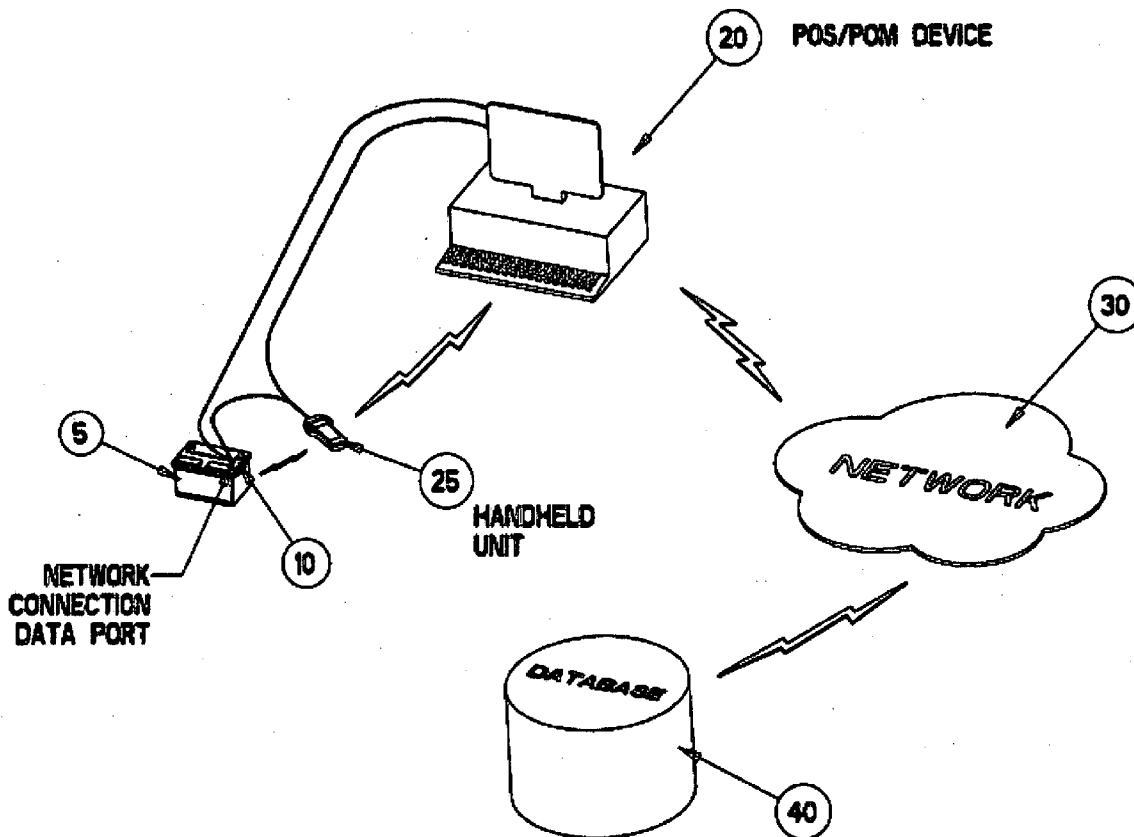 20
POS/POM DEVICE
30
NETWORK
5
25
HANDHELD
UNIT
10
NETWORK
CONNECTION
DATA PORT
DATABASE
40